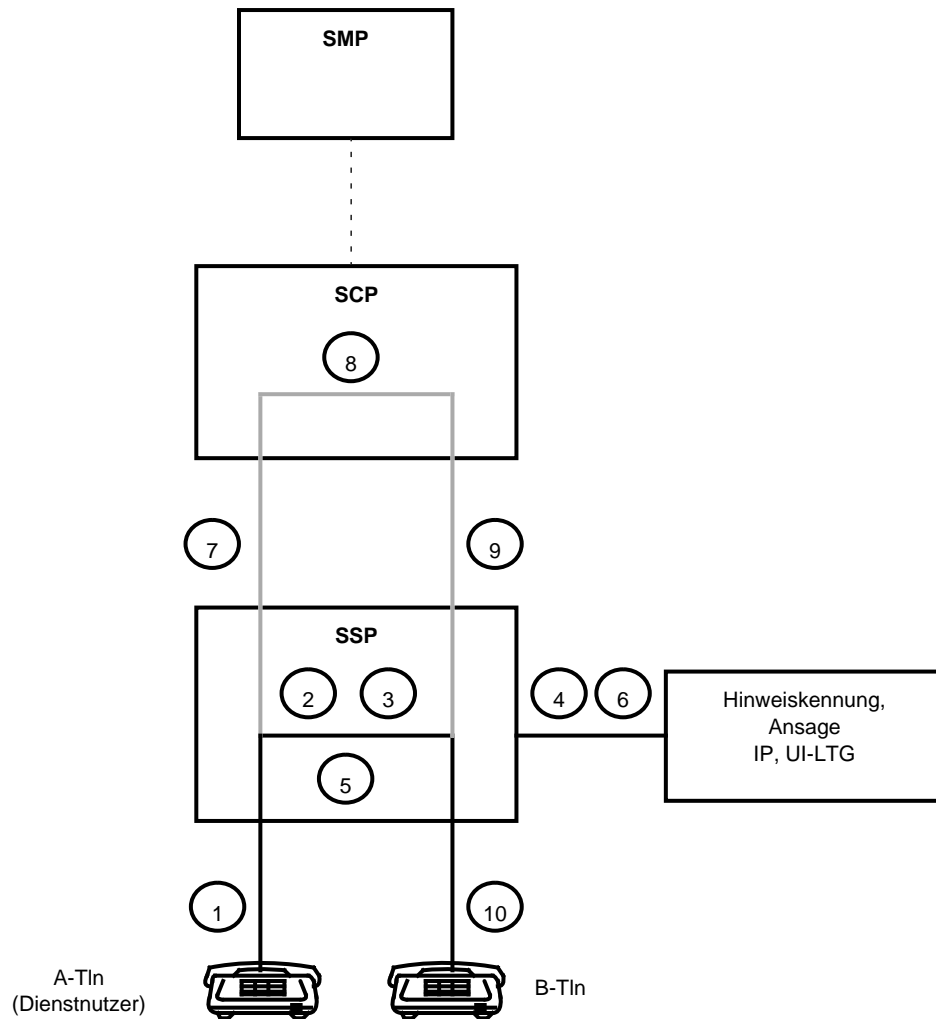 SMP
SCP
8
7
9
SSP
2
3
4
6
Hinweiskennung,
Ansage
IP, UI-LTG
5
1
10
A-Tln
(Dienstnutzer)
B-Tln